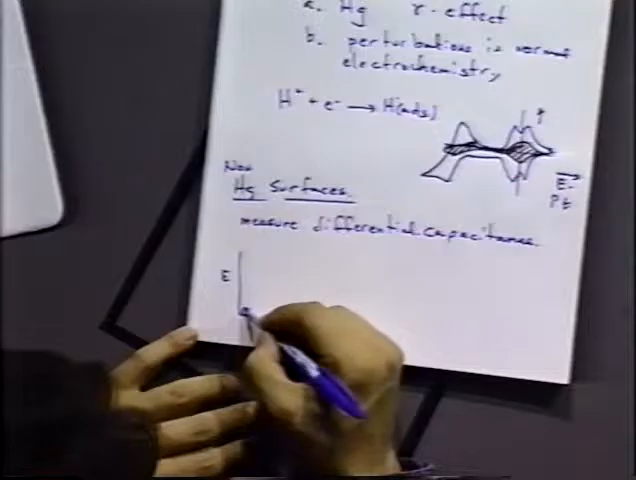 a. Hg γ-effect
b. perturbations in normal
electrochemistry
H⁺ + e⁻ → H(ads)
i
E-
Pt
Now
Hg Surfaces.
measure differential capacitance.
E